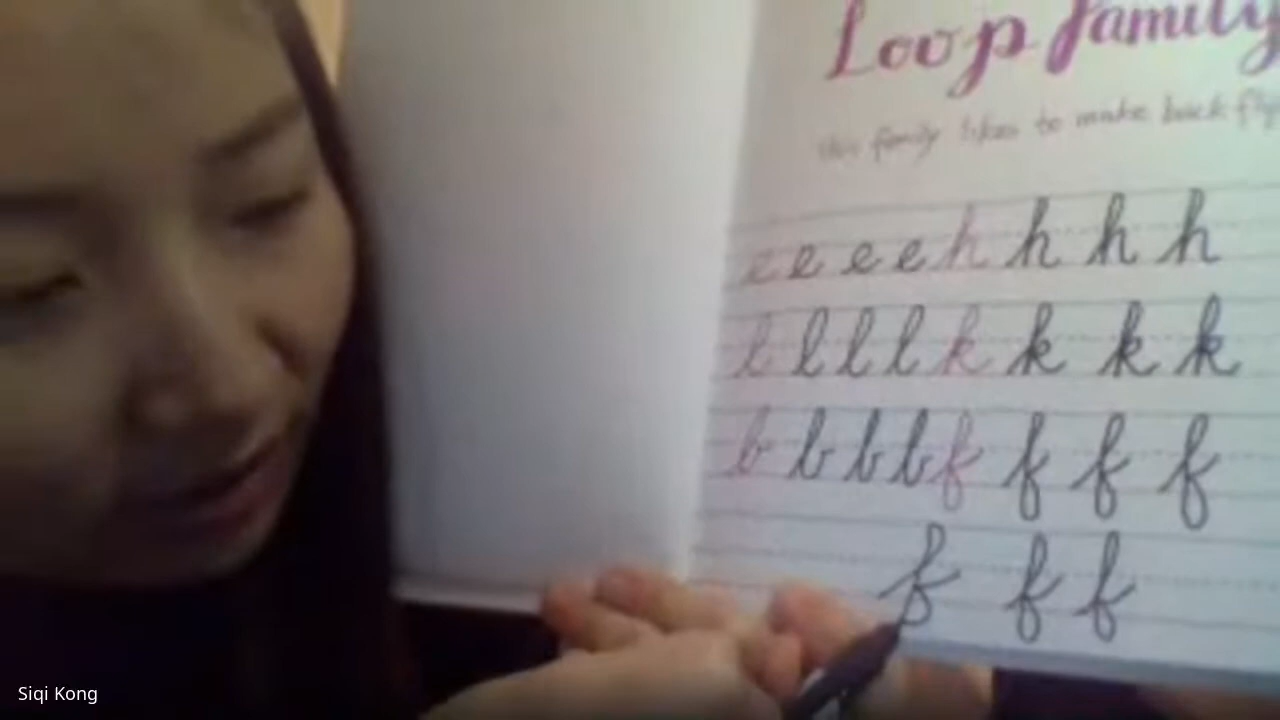 Loop family
this family likes to make back flip
e e e e h h h h
l l l l k k k k
b b b b f f f f
f f f
Siqi Kong